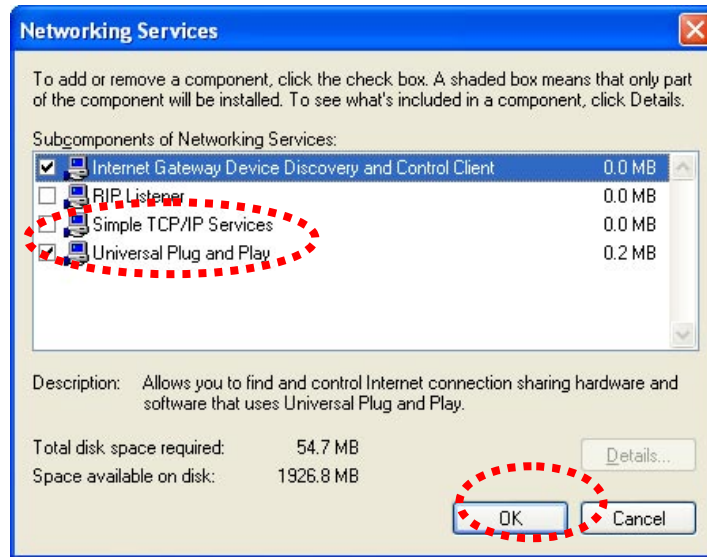 Networking Services
To add or remove a component, click the check box. A shaded box means that only part
of the component will be installed. To see what's included in a component, click Details.
Subcomponents of Networking Services:
Internet Gateway Device Discovery and Control Client 0.0 MB
RIP Listener 0.0 MB
Simple TCP/IP Services 0.0 MB
Universal Plug and Play 0.2 MB
Description: Allows you to find and control Internet connection sharing hardware and
software that uses Universal Plug and Play.
Total disk space required: 54.7 MB
Details...
Space available on disk: 1926.8 MB
OK Cancel